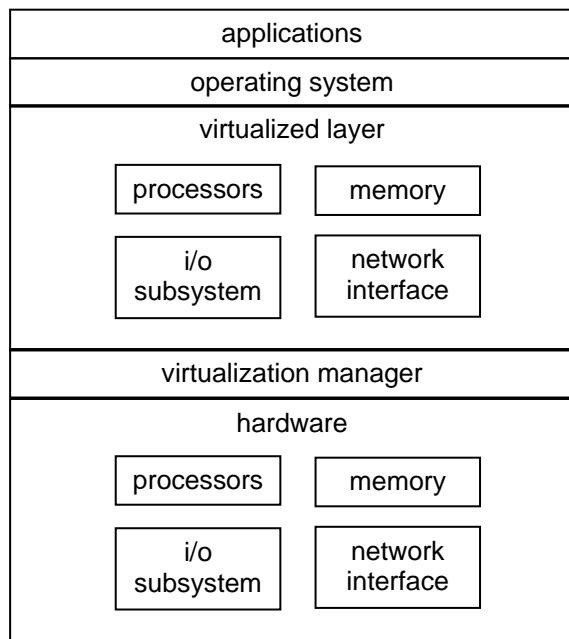 applications
operating system
virtualized layer
processors
memory
i/o
subsystem
network
interface
virtualization manager
hardware
processors
memory
i/o
subsystem
network
interface